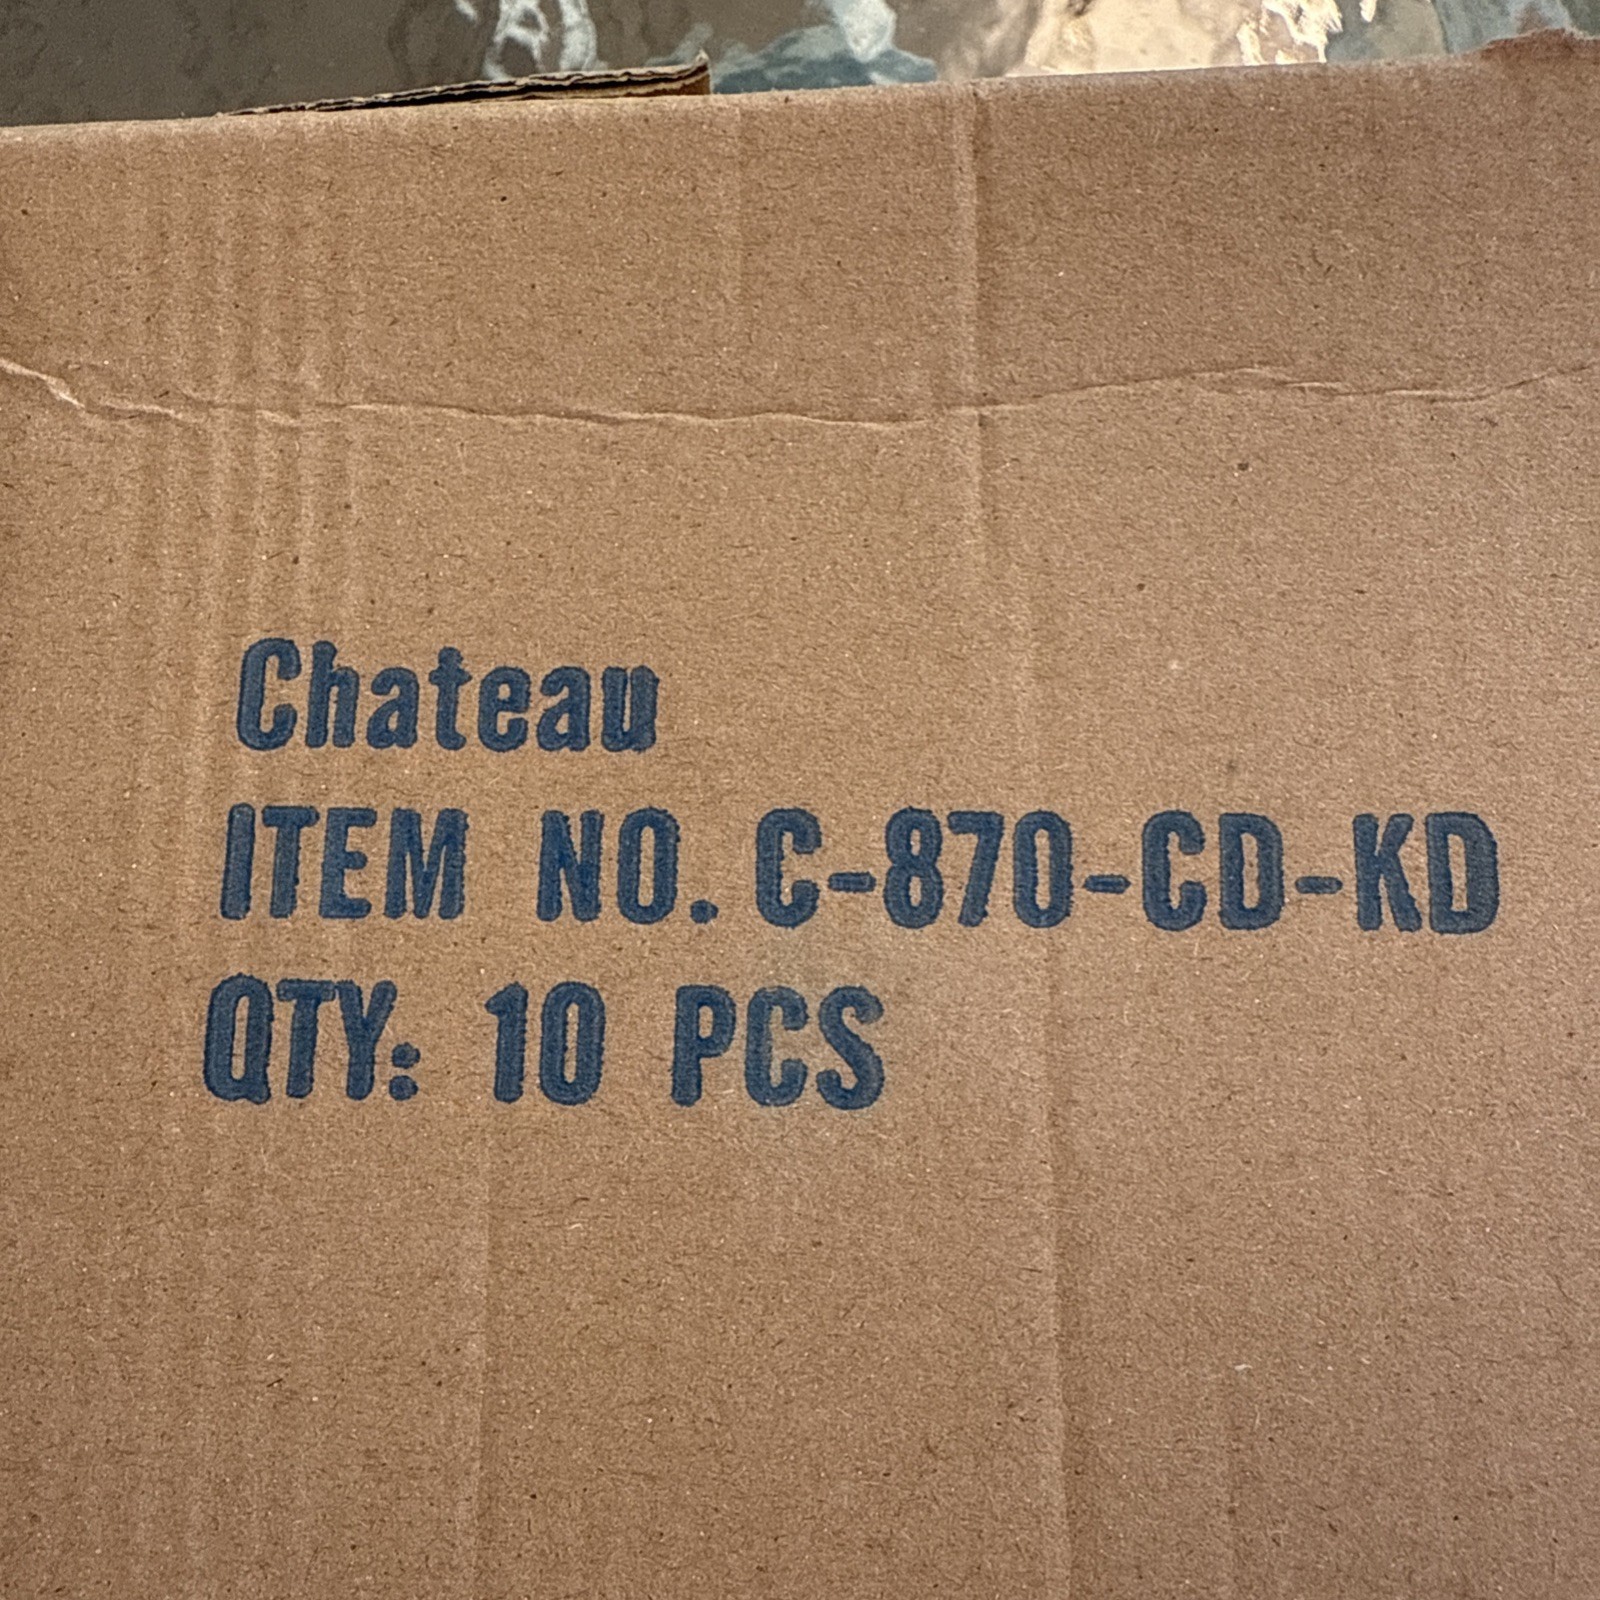 Chateau
ITEM NO. C-870-CD-KD
QTY: 10 PCS